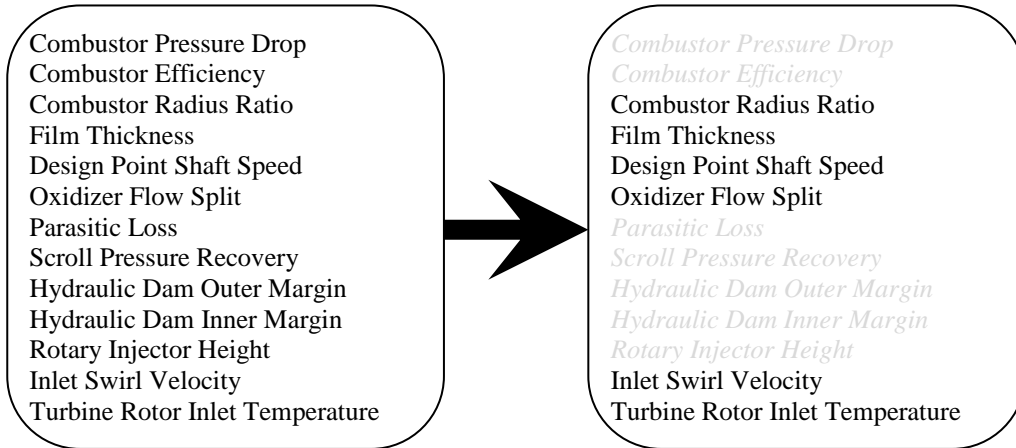 Combustor Pressure Drop
Combustor Efficiency
Combustor Radius Ratio
Film Thickness
Design Point Shaft Speed
Oxidizer Flow Split
Parasitic Loss
Scroll Pressure Recovery
Hydraulic Dam Outer Margin
Hydraulic Dam Inner Margin
Rotary Injector Height
Inlet Swirl Velocity
Turbine Rotor Inlet Temperature
Combustor Pressure Drop
Combustor Efficiency
Combustor Radius Ratio
Film Thickness
Design Point Shaft Speed
Oxidizer Flow Split
Parasitic Loss
Scroll Pressure Recovery
Hydraulic Dam Outer Margin
Hydraulic Dam Inner Margin
Rotary Injector Height
Inlet Swirl Velocity
Turbine Rotor Inlet Temperature